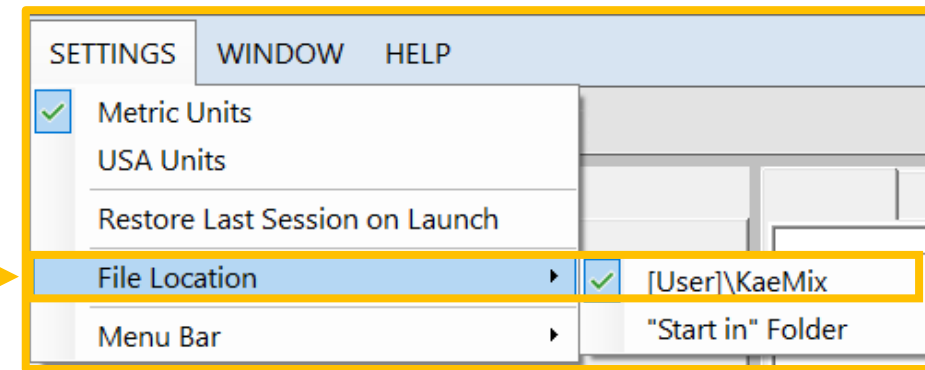 SETTINGS WINDOW HELP
Metric Units
USA Units
Restore Last Session on Launch
File Location
[User]\KaeMix
Menu Bar
"Start in" Folder